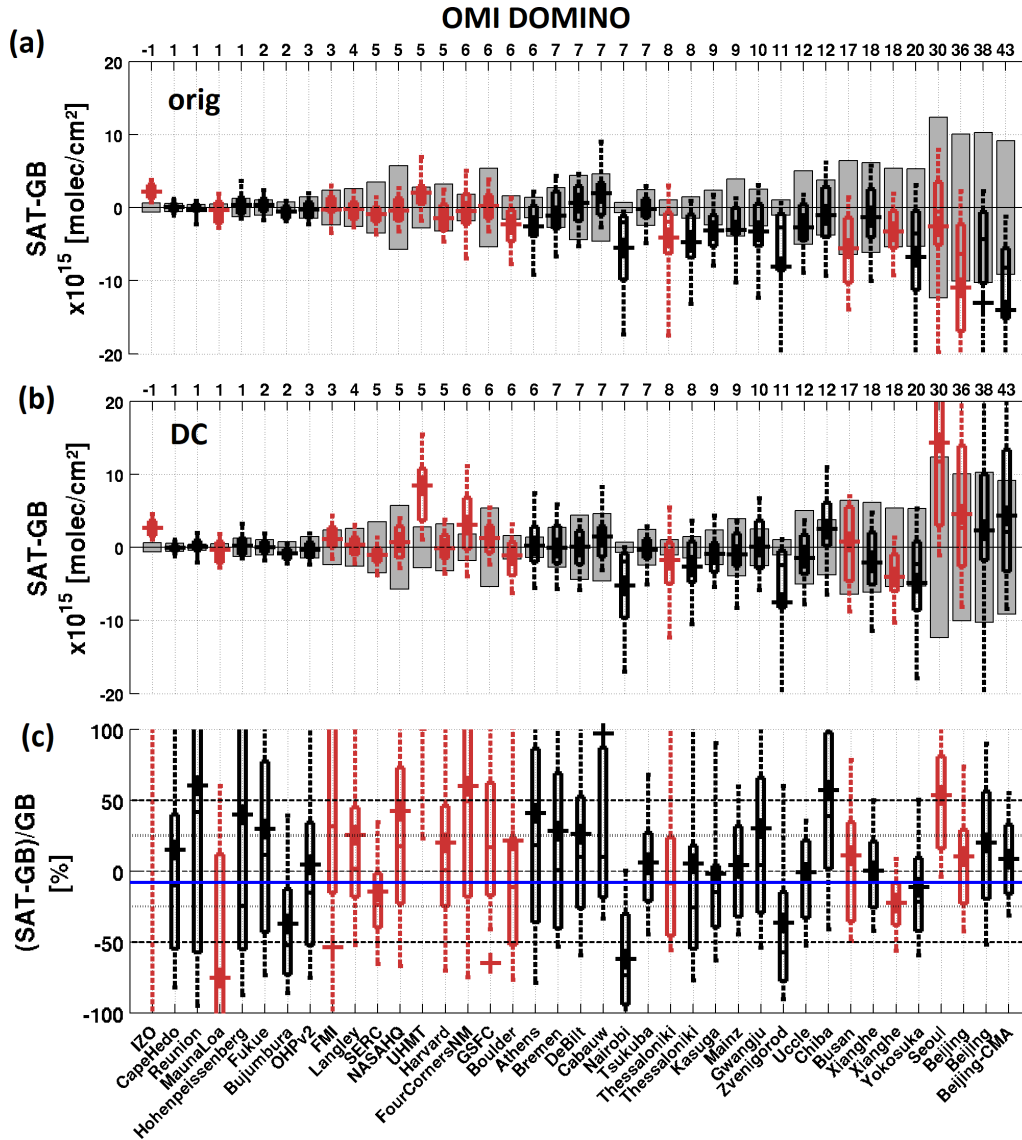 OMI DOMINO
(a)
-1 1 1 1 1 2 2 3 3 4 5 5 5 5 6 6 6 6 7 7 7 7 7 8 8 9 9 10 11 12 12 17 18 18 20 30 36 38 43
orig
20
10
0
-10
-20
SAT-GB
x10¹⁵ [molec/cm²]
(b)
-1 1 1 1 1 2 2 3 3 4 5 5 5 5 6 6 6 6 7 7 7 7 7 8 8 9 9 10 11 12 12 17 18 18 20 30 36 38 43
DC
20
10
0
-10
-20
SAT-GB
x10¹⁵ [molec/cm²]
(c)
100
50
0
-50
-100
(SAT-GB)/GB
[%]
IZO
CapeHedo
Reunion
MaunaLoa
Hohenpeissenberg
Fukue
Bujumbura
OHPv2
FMI
Langley
SERC
NASAHQ
UHMT
Harvard
FourCornersNM
GSFC
Boulder
Athens
Bremen
DeBilt
Cabauw
Nairobi
Tsukuba
Thessaloniki
Thessaloniki
Kasuga
Mainz
Gwangju
Zvenigorod
Uccle
Chiba
Busan
Xianghe
Xianghe
Yokosuka
Seoul
Beijing
Beijing
Beijing-CMA